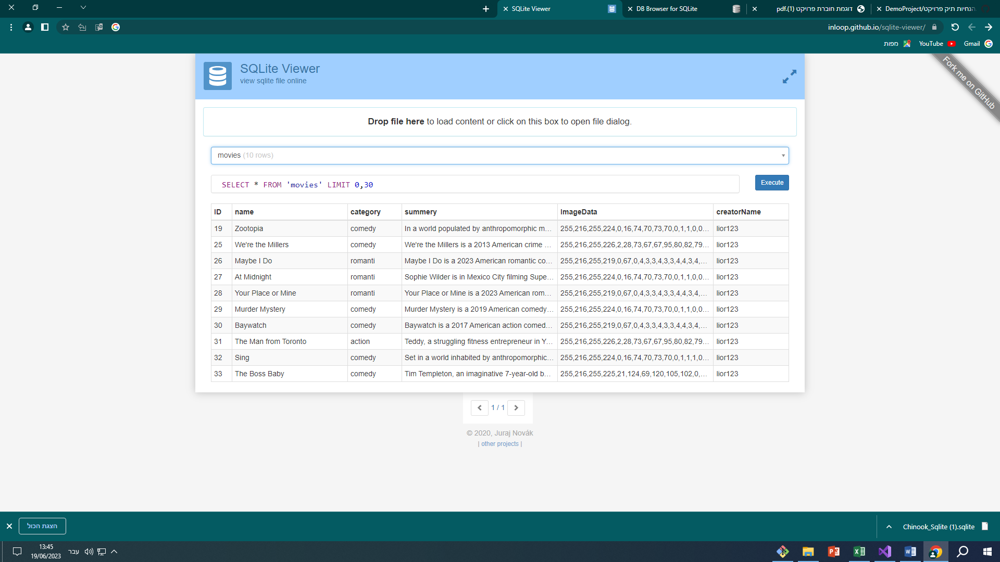 SQLite Viewer
DB Browser for SQLite
דוגמת חוברת פרויקט (1).pdf
DemoProject/הנחיות תיק פרויקט
inloop.github.io/sqlite-viewer/
מפות
YouTube
Gmail
SQLite Viewer
view sqlite file online
Fork me on GitHub
Drop file here to load content or click on this box to open file dialog.
movies (10 rows)
SELECT * FROM 'movies' LIMIT 0,30
Execute
ID name category summery ImageData creatorName
19 Zootopia comedy In a world populated by anthropomorphic m... 255,216,255,224,0,16,74,70,73,70,0,1,1,0,0... lior123
25 We're the Millers comedy We're the Millers is a 2013 American crime ... 255,216,255,226,2,28,73,67,67,95,80,82,79... lior123
26 Maybe I Do romanti Maybe I Do is a 2023 American romantic co... 255,216,255,219,0,67,0,4,3,3,4,3,3,4,4,3,4,... lior123
27 At Midnight romanti Sophie Wilder is in Mexico City filming Supe... 255,216,255,224,0,16,74,70,73,70,0,1,1,0,0... lior123
28 Your Place or Mine romanti Your Place or Mine is a 2023 American rom... 255,216,255,219,0,67,0,4,3,3,4,3,3,4,4,3,4,... lior123
29 Murder Mystery comedy Murder Mystery is a 2019 American comedy... 255,216,255,224,0,16,74,70,73,70,0,1,1,0,0... lior123
30 Baywatch comedy Baywatch is a 2017 American action comed... 255,216,255,219,0,67,0,4,3,3,4,3,3,4,4,3,4,... lior123
31 The Man from Toronto action Teddy, a struggling fitness entrepreneur in Y... 255,216,255,226,2,28,73,67,67,95,80,82,79... lior123
32 Sing comedy Set in a world inhabited by anthropomorphic... 255,216,255,224,0,16,74,70,73,70,0,1,1,1,0... lior123
33 The Boss Baby comedy Tim Templeton, an imaginative 7-year-old b... 255,216,255,225,21,124,69,120,105,102,0,... lior123
1 / 1
© 2020, Juraj Novák
| other projects |
הצגת הכול
Chinook_Sqlite (1).sqlite
13:45
עבר
19/06/2023